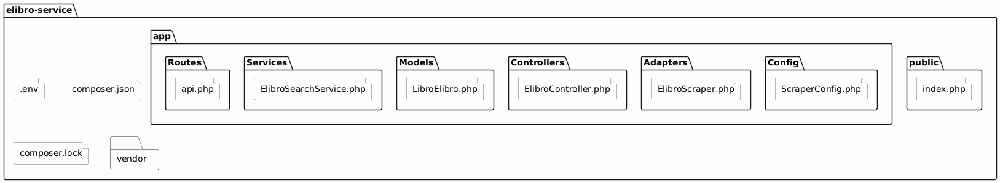 elibro-service
app
Routes
Services
Models
Controllers
Adapters
Config
public
.env
composer.json
api.php
ElibroSearchService.php
LibroElibro.php
ElibroController.php
ElibroScraper.php
ScraperConfig.php
index.php
composer.lock
vendor